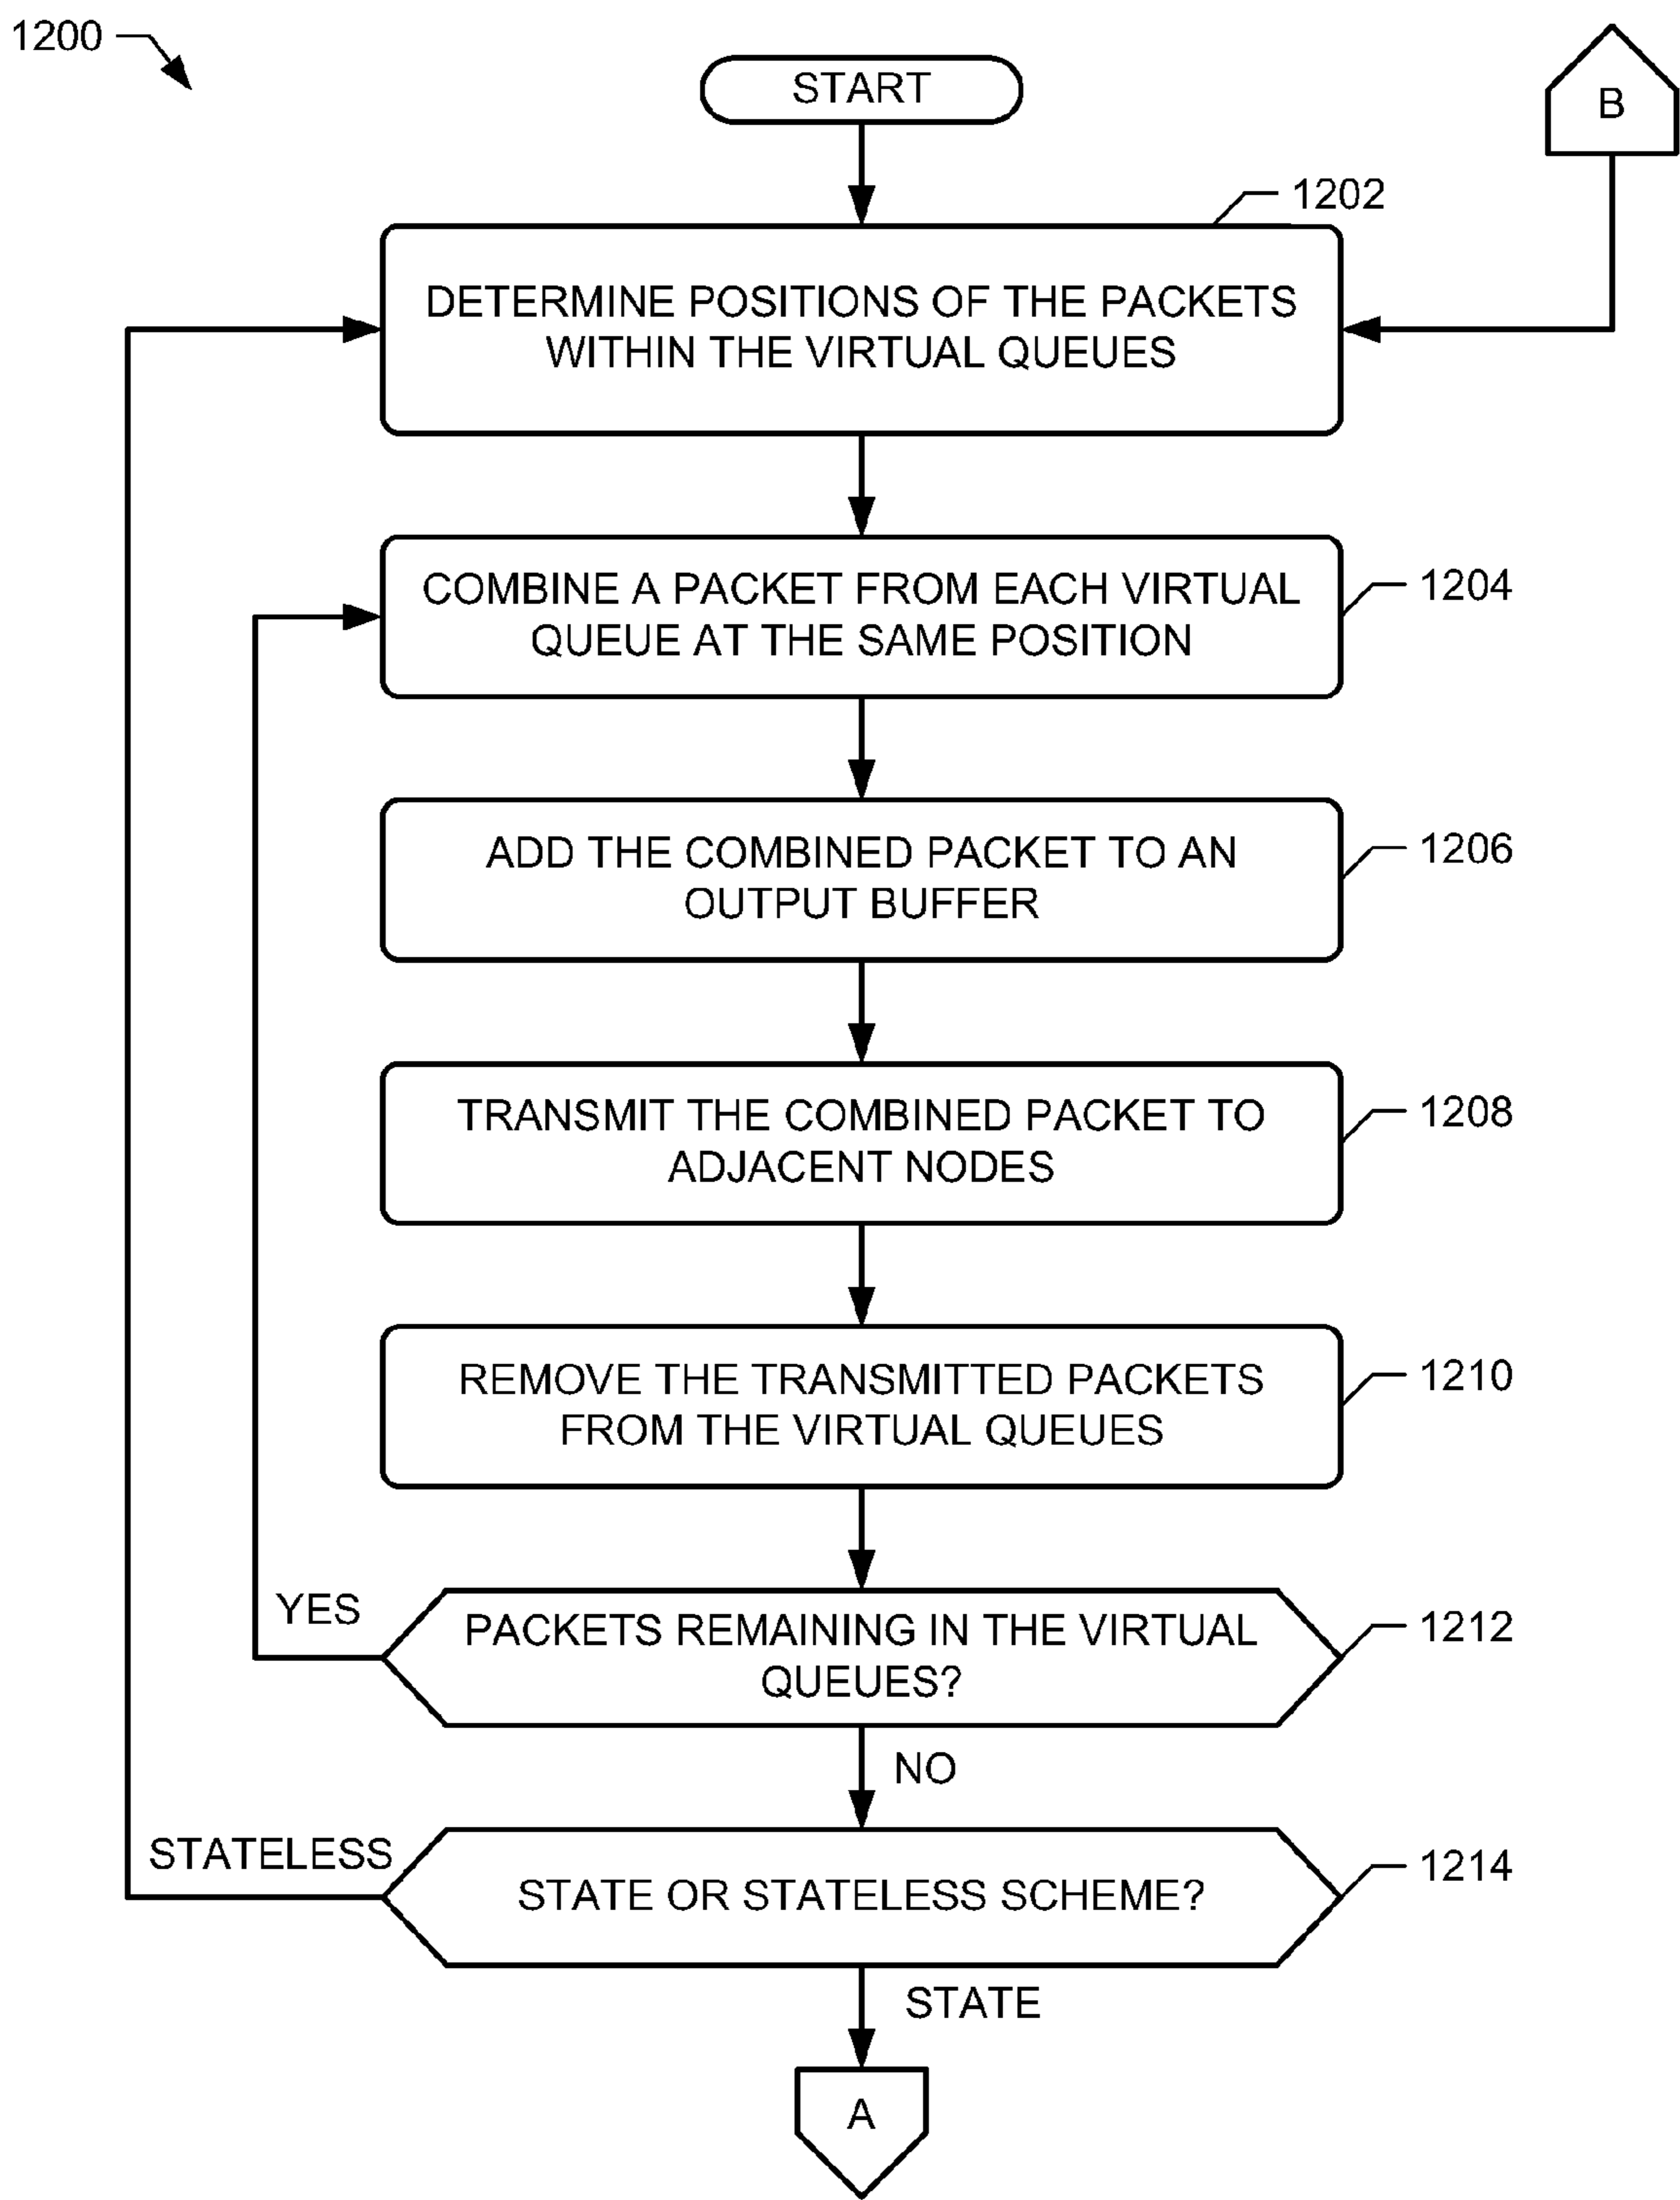 1200
START
B
1202
DETERMINE POSITIONS OF THE PACKETS
WITHIN THE VIRTUAL QUEUES
COMBINE A PACKET FROM EACH VIRTUAL
QUEUE AT THE SAME POSITION
1204
ADD THE COMBINED PACKET TO AN
OUTPUT BUFFER
1206
TRANSMIT THE COMBINED PACKET TO
ADJACENT NODES
1208
REMOVE THE TRANSMITTED PACKETS
FROM THE VIRTUAL QUEUES
1210
YES
PACKETS REMAINING IN THE VIRTUAL
QUEUES?
1212
NO
STATELESS
STATE OR STATELESS SCHEME?
1214
STATE
A